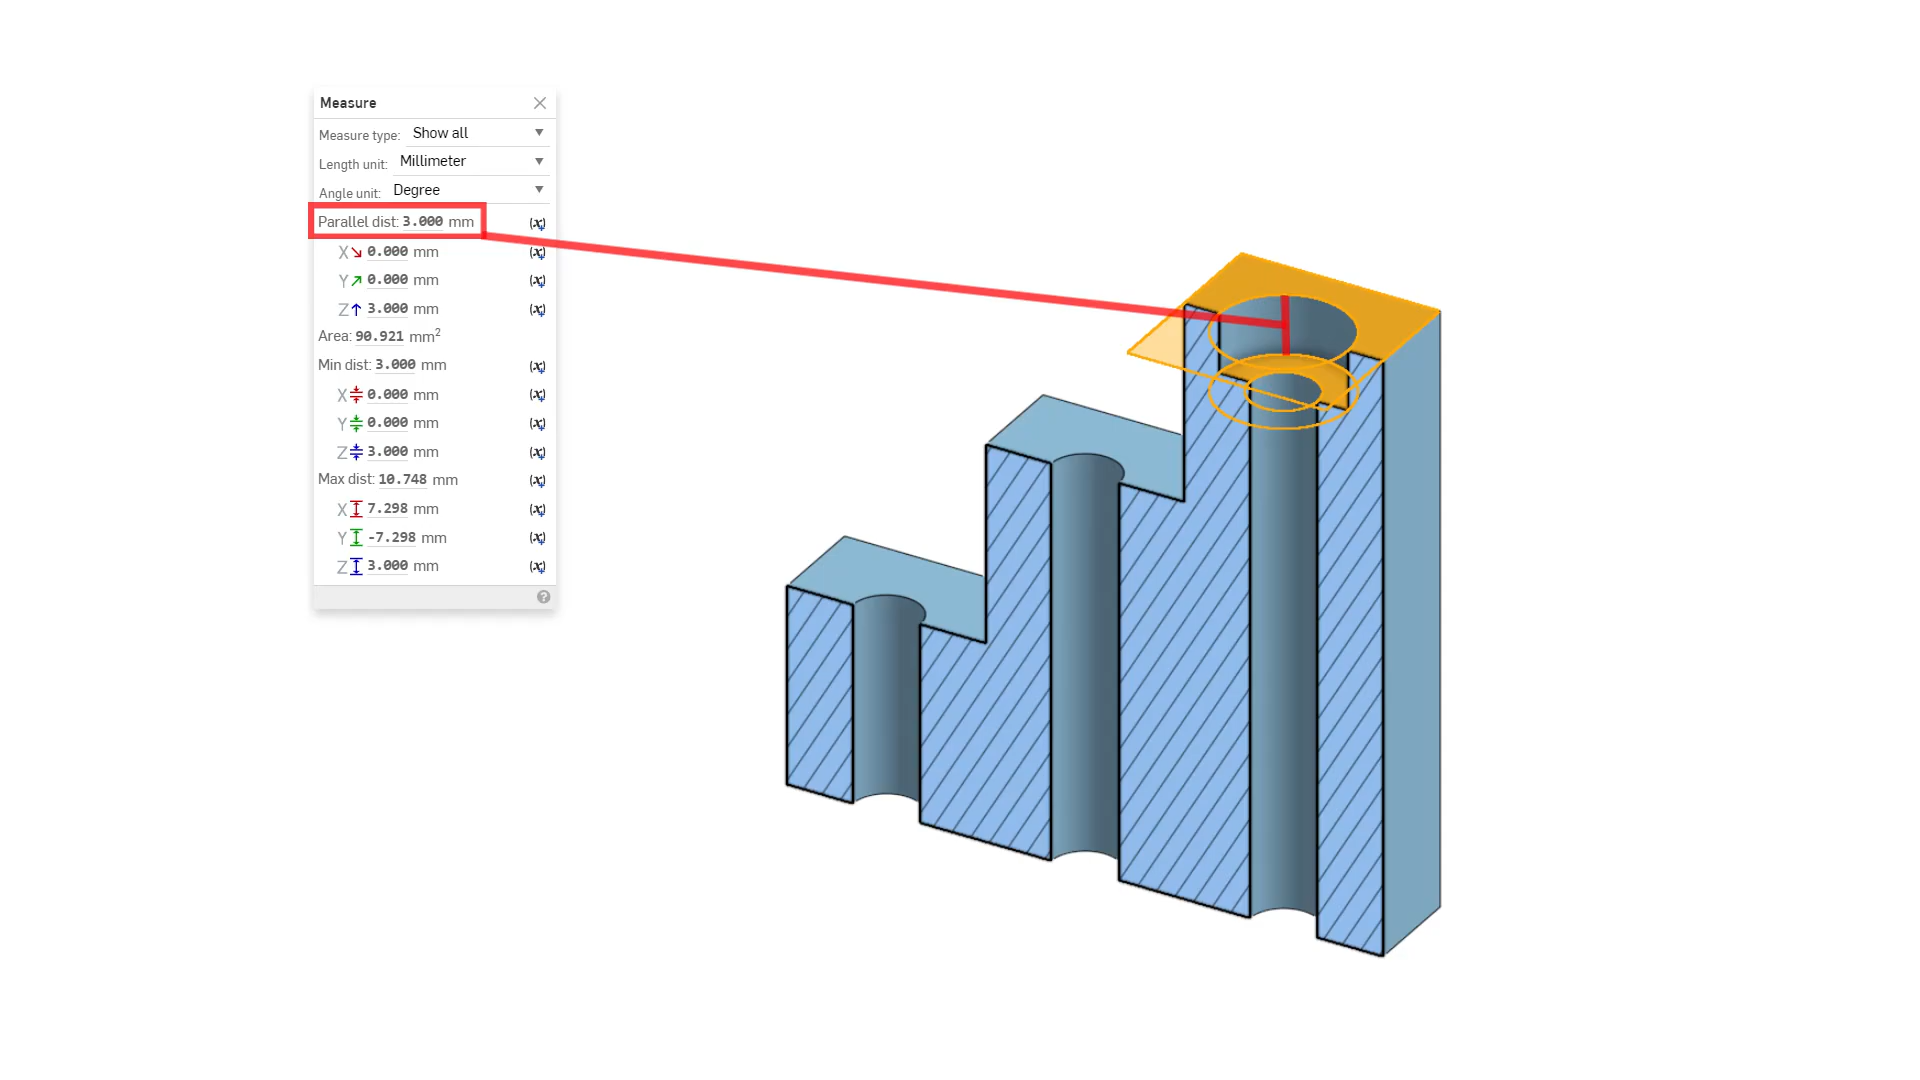 Measure
Measure type: Show all
Length unit: Millimeter
Angle unit: Degree
Parallel dist: 3.000 mm (x)
X 0.000 mm (x)
Y 0.000 mm (x)
Z 3.000 mm (x)
Area: 90.921 mm²
Min dist: 3.000 mm (x)
X 0.000 mm (x)
Y 0.000 mm (x)
Z 3.000 mm (x)
Max dist: 10.748 mm (x)
X 7.298 mm (x)
Y -7.298 mm (x)
Z 3.000 mm (x)
?